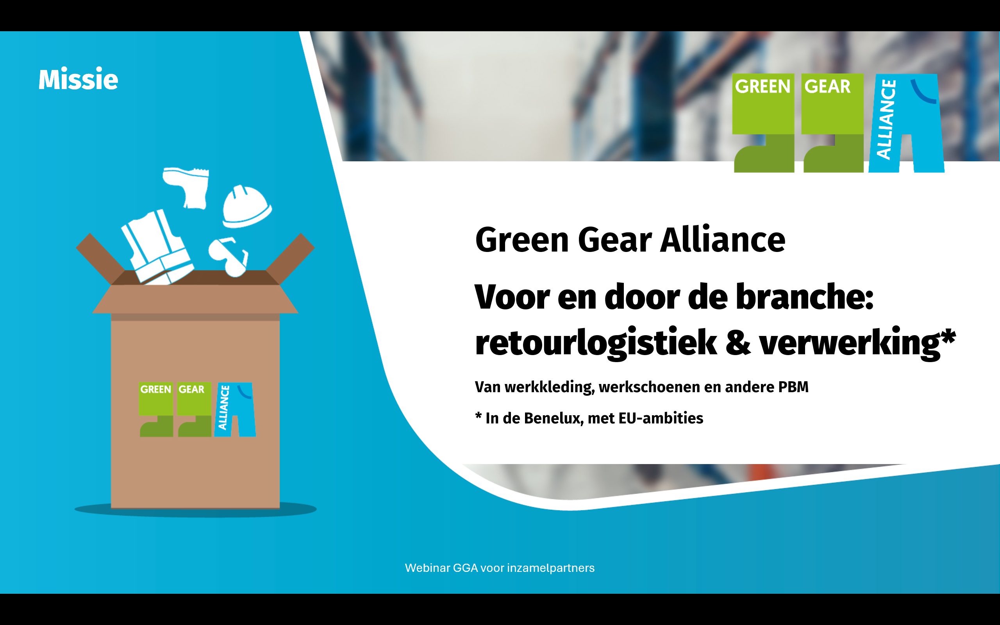 Missie
GREEN GEAR ALLIANCE
Green Gear Alliance
Voor en door de branche:
retourlogistiek & verwerking*
Van werkkleding, werkschoenen en andere PBM
* In de Benelux, met EU-ambities
GREEN GEAR ALLIANCE
Webinar GGA voor inzamelpartners